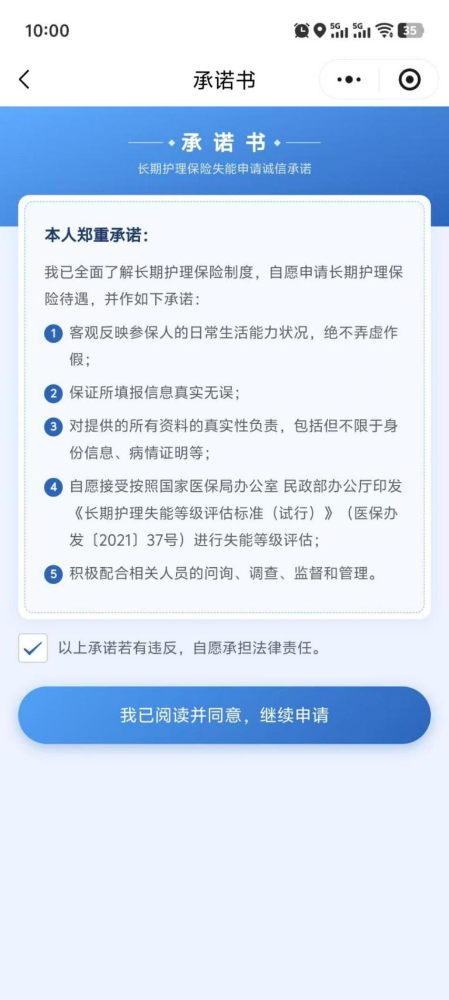 10:00
5G 5G 35
承诺书
承诺书
长期护理保险失能申请诚信承诺
本人郑重承诺：
我已全面了解长期护理保险制度，自愿申请长期护理保
险待遇，并作如下承诺：
1 客观反映参保人的日常生活能力状况，绝不弄虚作
假；
2 保证所填报信息真实无误；
3 对提供的所有资料的真实性负责，包括但不限于身
份信息、病情证明等；
4 自愿接受按照国家医保局办公室 民政部办公厅印发
《长期护理失能等级评估标准（试行）》（医保办
发〔2021〕37号）进行失能等级评估；
5 积极配合相关人员的问询、调查、监督和管理。
以上承诺若有违反，自愿承担法律责任。
我已阅读并同意，继续申请